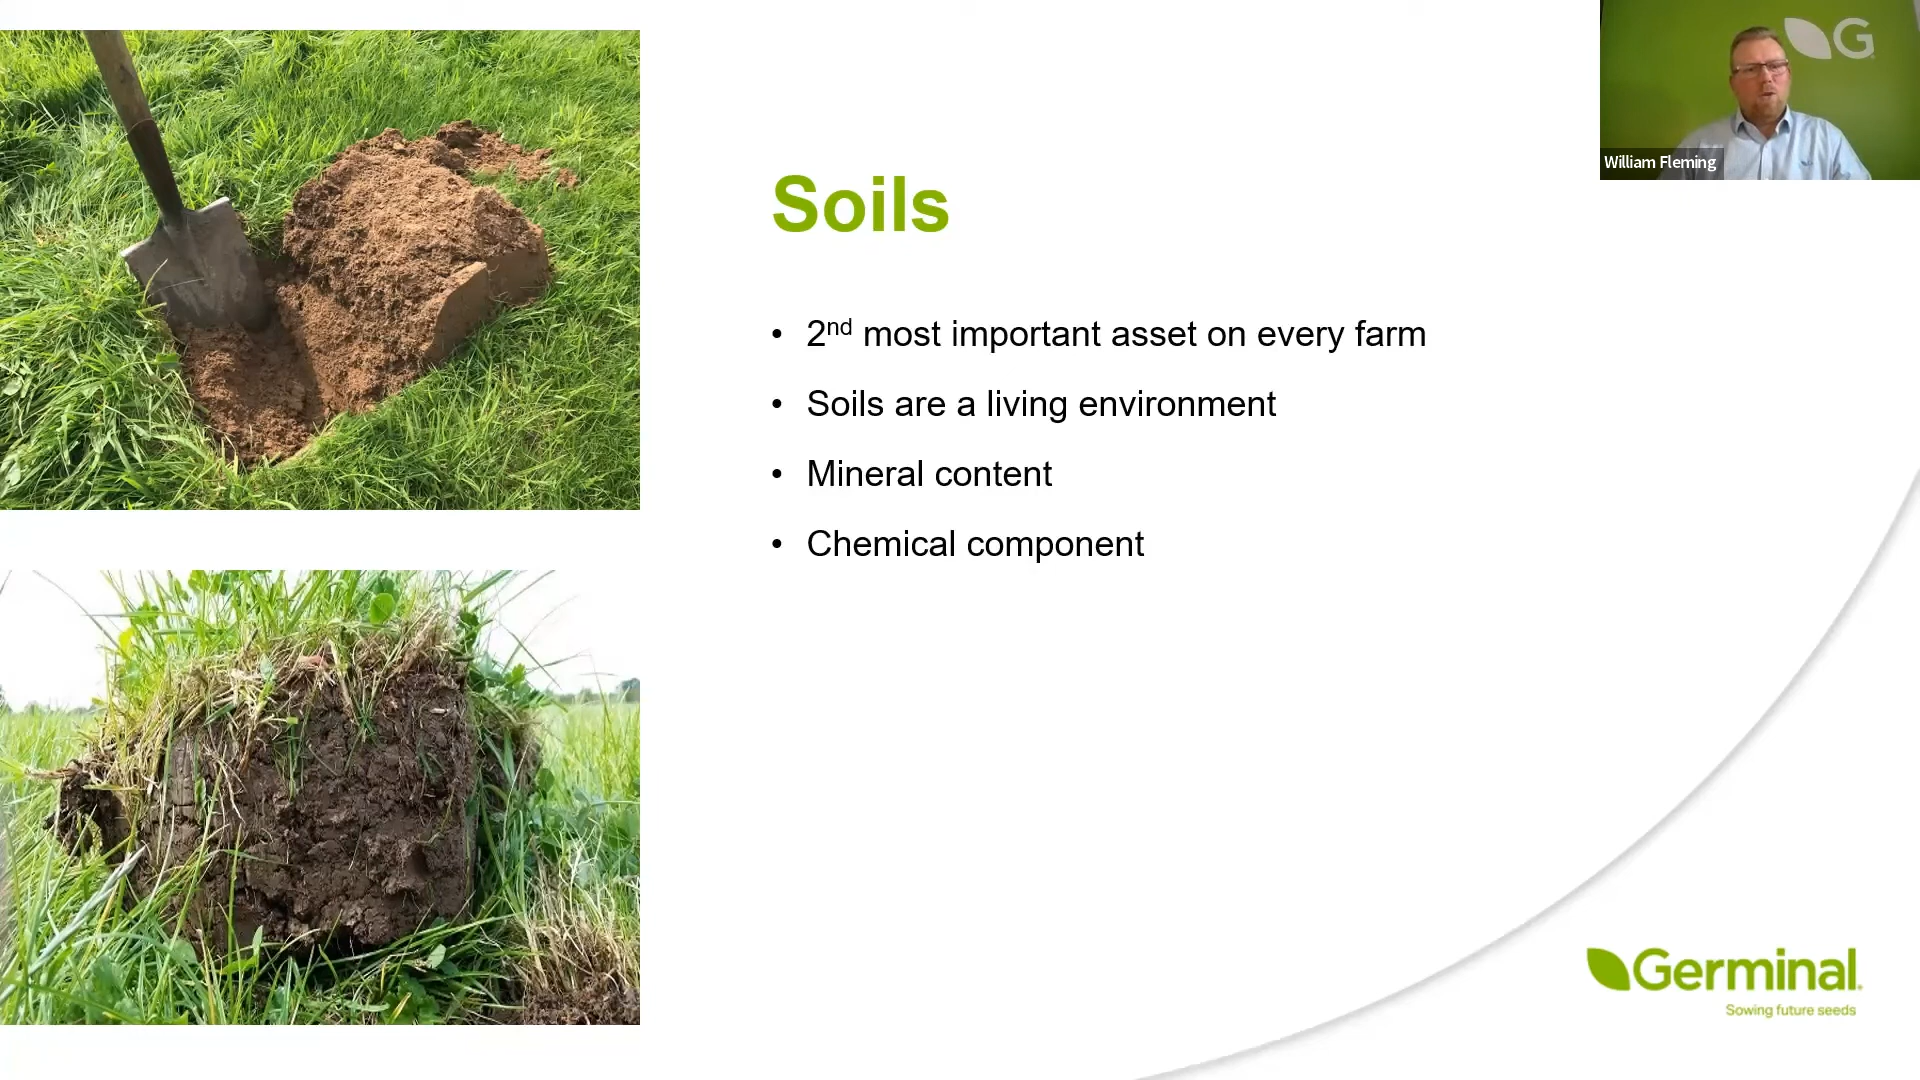 G
William Fleming
Soils
• 2nd most important asset on every farm
• Soils are a living environment
• Mineral content
• Chemical component
Germinal
Sowing future seeds